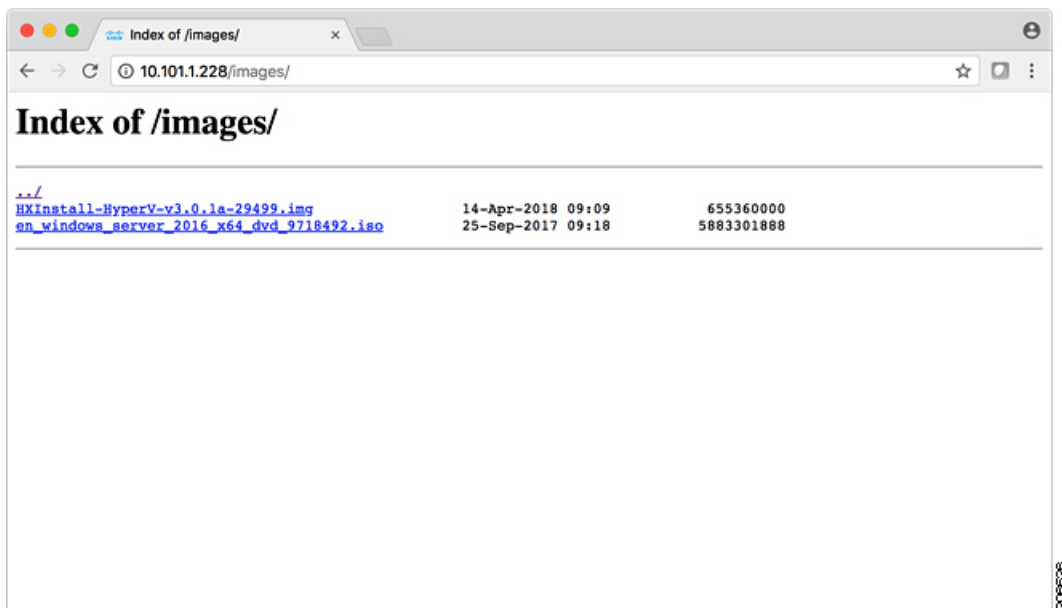 Index of /images/
10.101.1.228/images/
Index of /images/
../
HXInstall-HyperV-v3.0.1a-29499.img 14-Apr-2018 09:09 655360000
en_windows_server_2016_x64_dvd_9718492.iso 25-Sep-2017 09:18 5883301888